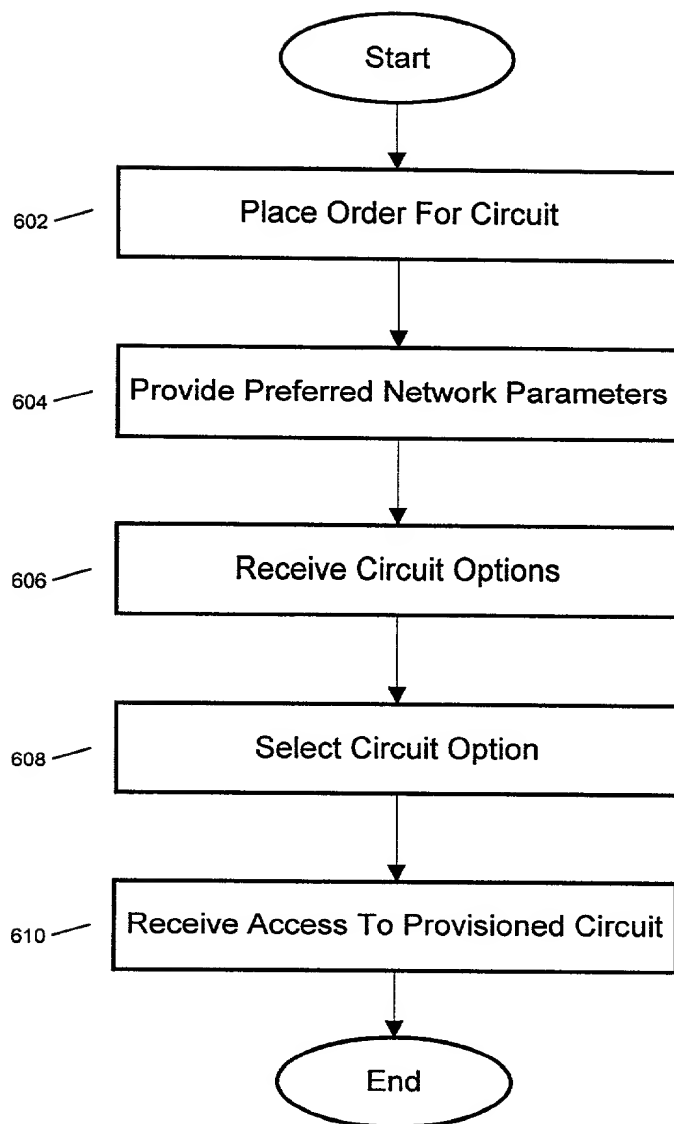 Start
602
Place Order For Circuit
604
Provide Preferred Network Parameters
606
Receive Circuit Options
608
Select Circuit Option
610
Receive Access To Provisioned Circuit
End